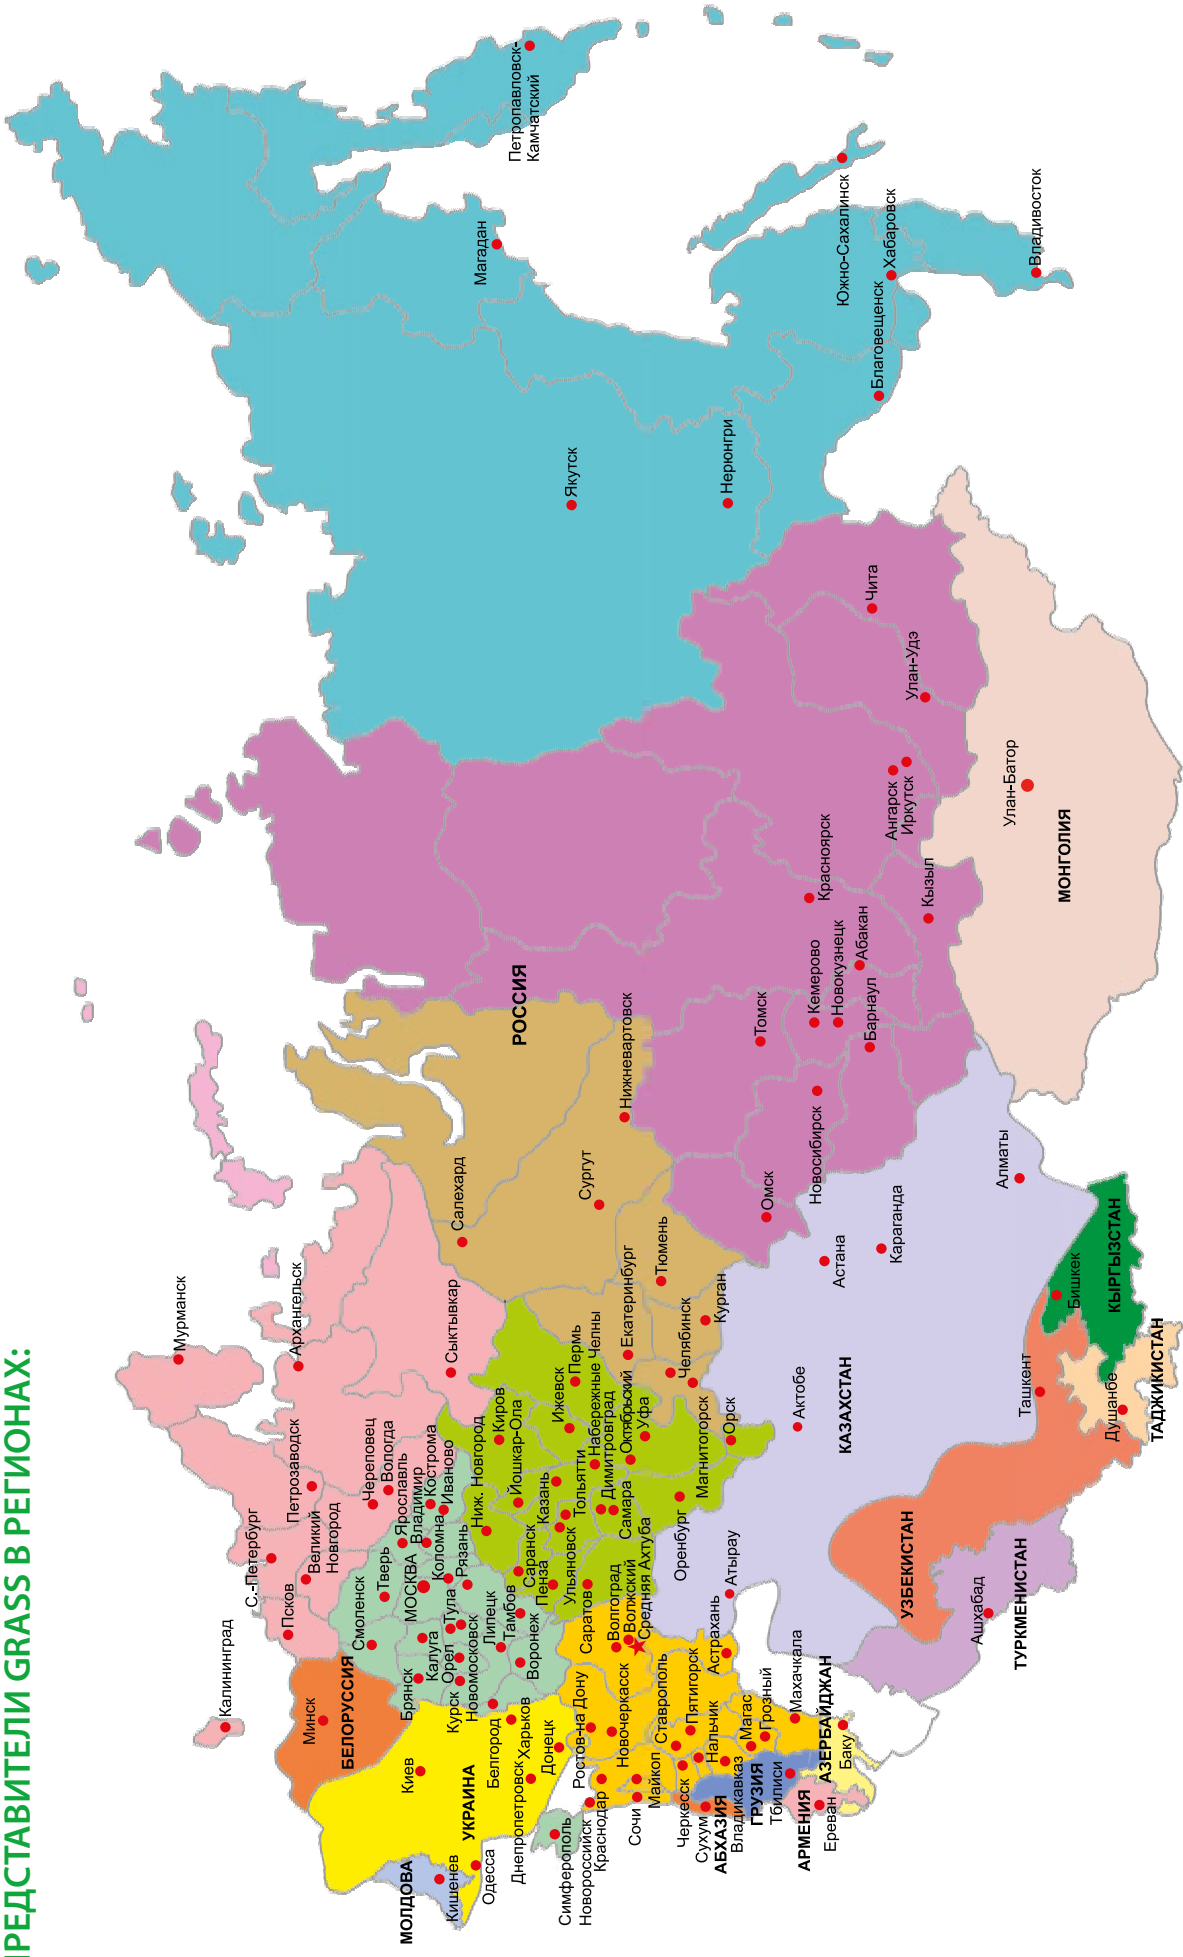 РЕДСТАВИТЕЛИ GRASS В РЕГИОНАХ:
Калининград
Мурманск
С.-Петербург
Псков
Великий
Новгород
Петрозаводск
Архангельск
Череповец
Вологда
Сыктывкар
Салехард
РОССИЯ
Магадан
Петропавловск-
Камчатский
Минск
БЕЛОРУССИЯ
Смоленск
Тверь
Ярославль
Владимир
Кострома
Иваново
МОСКВА
Коломна
Рязань
Брянск
Калуга
Орел
Тула
Курск
Новомосковск
Липецк
Тамбов
Воронеж
Белгород
Киев
УКРАИНА
Харьков
Днепропетровск
Донецк
МОЛДОВА
Кишенев
Одесса
Симферополь
Ниж. Новгород
Киров
Йошкар-Ола
Саранск
Пенза
Казань
Ижевск
Пермь
Ульяновск
Тольятти
Набережные Челны
Димитровград
Самара
Октябрьский
Уфа
Саратов
Оренбург
Магнитогорск
Орск
Екатеринбург
Челябинск
Тюмень
Курган
Сургут
Нижневартовск
Волгоград
Волжский
Средняя Ахтуба
Ростов-на Дону
Новочеркасск
Новороссийск
Краснодар
Сочи
Майкоп
Ставрополь
Черкесск
Пятигорск
Нальчик
Астрахань
Владикавказ
Магас
Грозный
Махачкала
Сухум
АБХАЗИЯ
ГРУЗИЯ
Тбилиси
АРМЕНИЯ
Ереван
АЗЕРБАЙДЖАН
Баку
Атырау
Актобе
КАЗАХСТАН
Астана
Караганда
Алматы
УЗБЕКИСТАН
Ташкент
ТУРКМЕНИСТАН
Ашхабад
Бишкек
КЫРГЫЗСТАН
Душанбе
ТАДЖИКИСТАН
Омск
Новосибирск
Томск
Кемерово
Новокузнецк
Барнаул
Абакан
Красноярск
Кызыл
Ангарск
Иркутск
Улан-Удэ
Чита
Улан-Батор
МОНГОЛИЯ
Якутск
Нерюнгри
Благовещенск
Хабаровск
Южно-Сахалинск
Владивосток